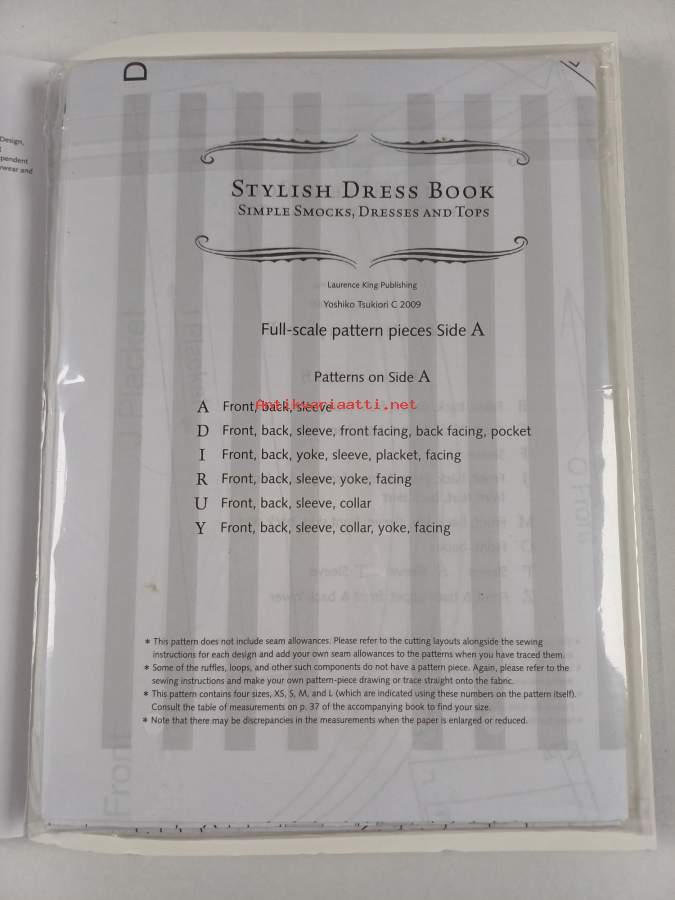 D
Design,
pendent
wear and
STYLISH DRESS BOOK
SIMPLE SMOCKS, DRESSES AND TOPS
Laurence King Publishing
Yoshiko Tsukiori C 2009
Full-scale pattern pieces Side A
Patterns on Side A
A Front, back, sleeve
Antikvariaatti.net
D Front, back, sleeve, front facing, back facing, pocket
I Front, back, yoke, sleeve, placket, facing
R Front, back, sleeve, yoke, facing
U Front, back, sleeve, collar
Y Front, back, sleeve, collar, yoke, facing
* This pattern does not include seam allowances. Please refer to the cutting layouts alongside the sewing
instructions for each design and add your own seam allowances to the patterns when you have traced them.
* Some of the ruffles, loops, and other such components do not have a pattern piece. Again, please refer to the
sewing instructions and make your own pattern-piece drawing or trace straight onto the fabric.
* This pattern contains four sizes, XS, S, M, and L (which are indicated using these numbers on the pattern itself).
Consult the table of measurements on p. 37 of the accompanying book to find your size.
* Note that there may be discrepancies in the measurements when the paper is enlarged or reduced.
Front